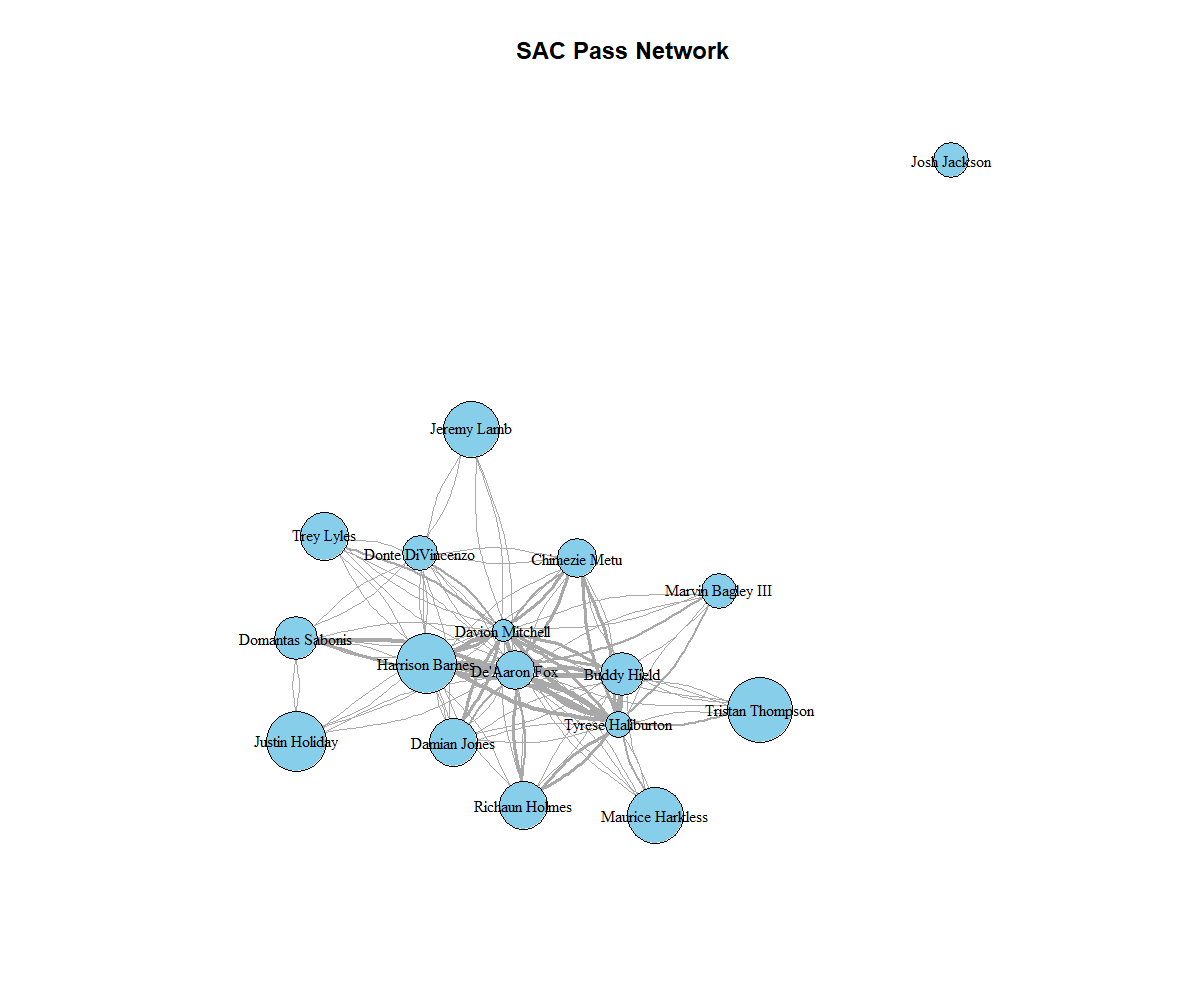 SAC Pass Network
Josh Jackson
Jeremy Lamb
Trey Lyles
Donte DiVincenzo
Chimezie Metu
Marvin Bagley III
Davion Mitchell
Domantas Sabonis
Harrison Barnes
De'Aaron Fox
Buddy Hield
Tristan Thompson
Tyrese Haliburton
Justin Holiday
Damian Jones
Richaun Holmes
Maurice Harkless